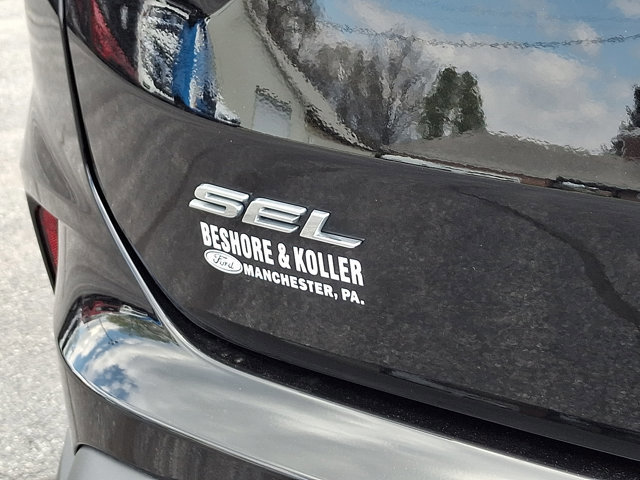 SEL
BESHORE & KOLLER
Ford MANCHESTER, PA.